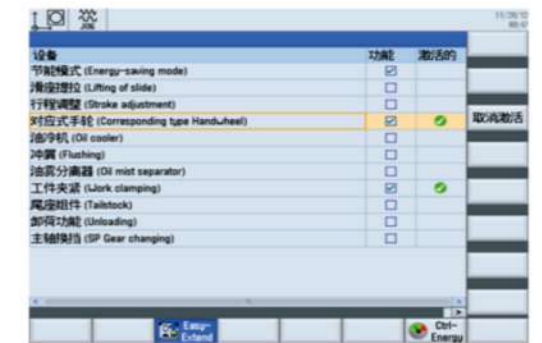 JOG
设备 功能 激活的
节能模式 (Energy-saving mode)
滑座提拉 (Lifting of slide)
行程调整 (Stroke adjustment)
对应式手轮 (Corresponding type Handwheel)
取消激活
油冷机 (Oil cooler)
冲屑 (Flushing)
油雾分离器 (Oil mist separator)
工件夹紧 (Work clamping)
尾座组件 (Tailstock)
卸荷功能 (Unloading)
主轴换挡 (SP Gear changing)
Easy-
Extend
Ctrl-
Energy